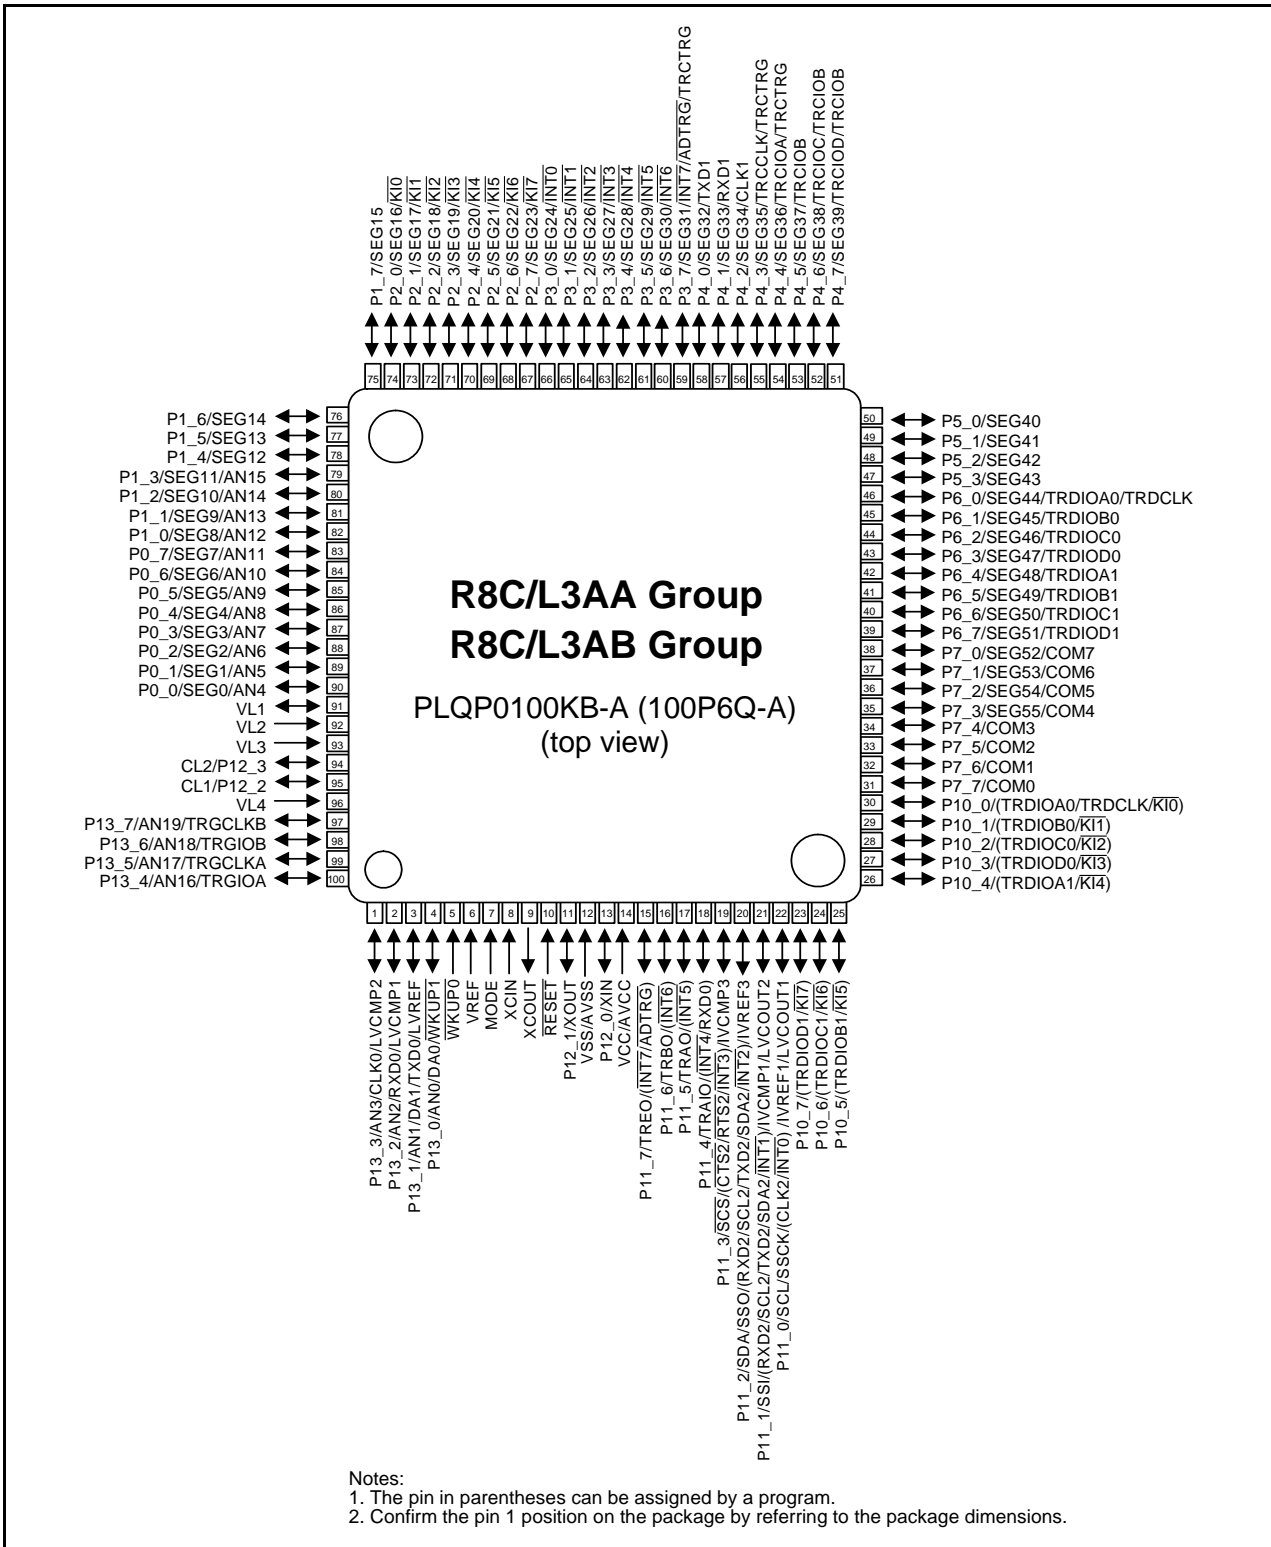 P1_7/SEG15
P2_0/SEG16/KI0
P2_1/SEG17/KI1
P2_2/SEG18/KI2
P2_3/SEG19/KI3
P2_4/SEG20/KI4
P2_5/SEG21/KI5
P2_6/SEG22/KI6
P2_7/SEG23/KI7
P3_0/SEG24/INT0
P3_1/SEG25/INT1
P3_2/SEG26/INT2
P3_3/SEG27/INT3
P3_4/SEG28/INT4
P3_5/SEG29/INT5
P3_6/SEG30/INT6
P3_7/SEG31/INT7/ADTRG/TRCTRG
P4_0/SEG32/TXD1
P4_1/SEG33/RXD1
P4_2/SEG34/CLK1
P4_3/SEG35/TRCCLK/TRCTRG
P4_4/SEG36/TRCIOA/TRCTRG
P4_5/SEG37/TRCIOB
P4_6/SEG38/TRCIOC/TRCIOB
P4_7/SEG39/TRCIOD/TRCIOB
75 74 73 72 71 70 69 68 67 66 65 64 63 62 61 60 59 58 57 56 55 54 53 52 51
P1_6/SEG14 76
P1_5/SEG13 77
P1_4/SEG12 78
P1_3/SEG11/AN15 79
P1_2/SEG10/AN14 80
P1_1/SEG9/AN13 81
P1_0/SEG8/AN12 82
P0_7/SEG7/AN11 83
P0_6/SEG6/AN10 84
P0_5/SEG5/AN9 85
P0_4/SEG4/AN8 86
P0_3/SEG3/AN7 87
P0_2/SEG2/AN6 88
P0_1/SEG1/AN5 89
P0_0/SEG0/AN4 90
VL1 91
VL2 92
VL3 93
CL2/P12_3 94
CL1/P12_2 95
VL4 96
P13_7/AN19/TRGCLKB 97
P13_6/AN18/TRGIOB 98
P13_5/AN17/TRGCLKA 99
P13_4/AN16/TRGIOA 100
R8C/L3AA Group
R8C/L3AB Group
PLQP0100KB-A (100P6Q-A)
(top view)
50 P5_0/SEG40
49 P5_1/SEG41
48 P5_2/SEG42
47 P5_3/SEG43
46 P6_0/SEG44/TRDIOA0/TRDCLK
45 P6_1/SEG45/TRDIOB0
44 P6_2/SEG46/TRDIOC0
43 P6_3/SEG47/TRDIOD0
42 P6_4/SEG48/TRDIOA1
41 P6_5/SEG49/TRDIOB1
40 P6_6/SEG50/TRDIOC1
39 P6_7/SEG51/TRDIOD1
38 P7_0/SEG52/COM7
37 P7_1/SEG53/COM6
36 P7_2/SEG54/COM5
35 P7_3/SEG55/COM4
34 P7_4/COM3
33 P7_5/COM2
32 P7_6/COM1
31 P7_7/COM0
30 P10_0/(TRDIOA0/TRDCLK/KI0)
29 P10_1/(TRDIOB0/KI1)
28 P10_2/(TRDIOC0/KI2)
27 P10_3/(TRDIOD0/KI3)
26 P10_4/(TRDIOA1/KI4)
1 2 3 4 5 6 7 8 9 10 11 12 13 14 15 16 17 18 19 20 21 22 23 24 25
P13_3/AN3/CLK0/LVCMP2
P13_2/AN2/RXD0/LVCMP1
P13_1/AN1/DA1/TXD0/LVREF
P13_0/AN0/DA0/WKUP1
WKUP0
VREF
MODE
XCIN
XCOUT
RESET
P12_1/XOUT
VSS/AVSS
P12_0/XIN
VCC/AVCC
P11_7/TREO/(INT7/ADTRG)
P11_6/TRBO/(INT6)
P11_5/TRAO/(INT5)
P11_4/TRAIO/(INT4/RXD0)
P11_3/SCS/(CTS2/RTS2/INT3)/IVCMP3
P11_2/SDA/SSO/(RXD2/SCL2/TXD2/SDA2/INT2)/IVREF3
P11_1/SSI/(RXD2/SCL2/TXD2/SDA2/INT1)/IVCMP1/LVCOUT2
P11_0/SCL/SSCK/(CLK2/INT0) /IVREF1/LVCOUT1
P10_7/(TRDIOD1/KI7)
P10_6/(TRDIOC1/KI6)
P10_5/(TRDIOB1/KI5)
Notes:
1. The pin in parentheses can be assigned by a program.
2. Confirm the pin 1 position on the package by referring to the package dimensions.